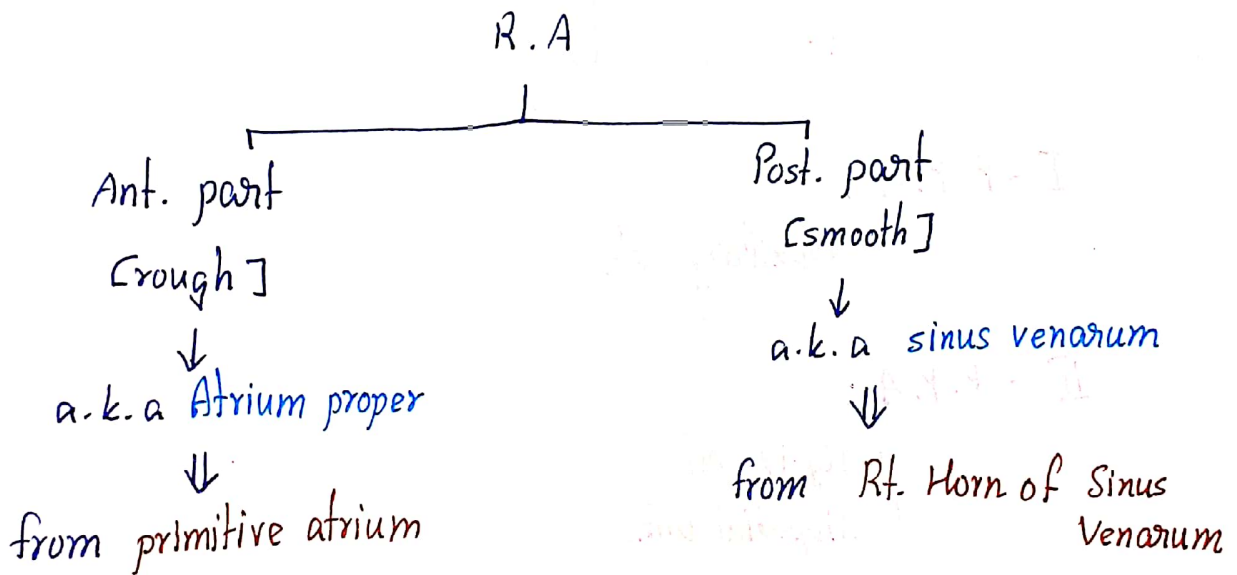 R.A
Ant. part
[rough]
a.k.a Atrium proper
from primitive atrium
Post. part
[smooth]
a.k.a sinus venarum
from Rt. Horn of Sinus
Venarum